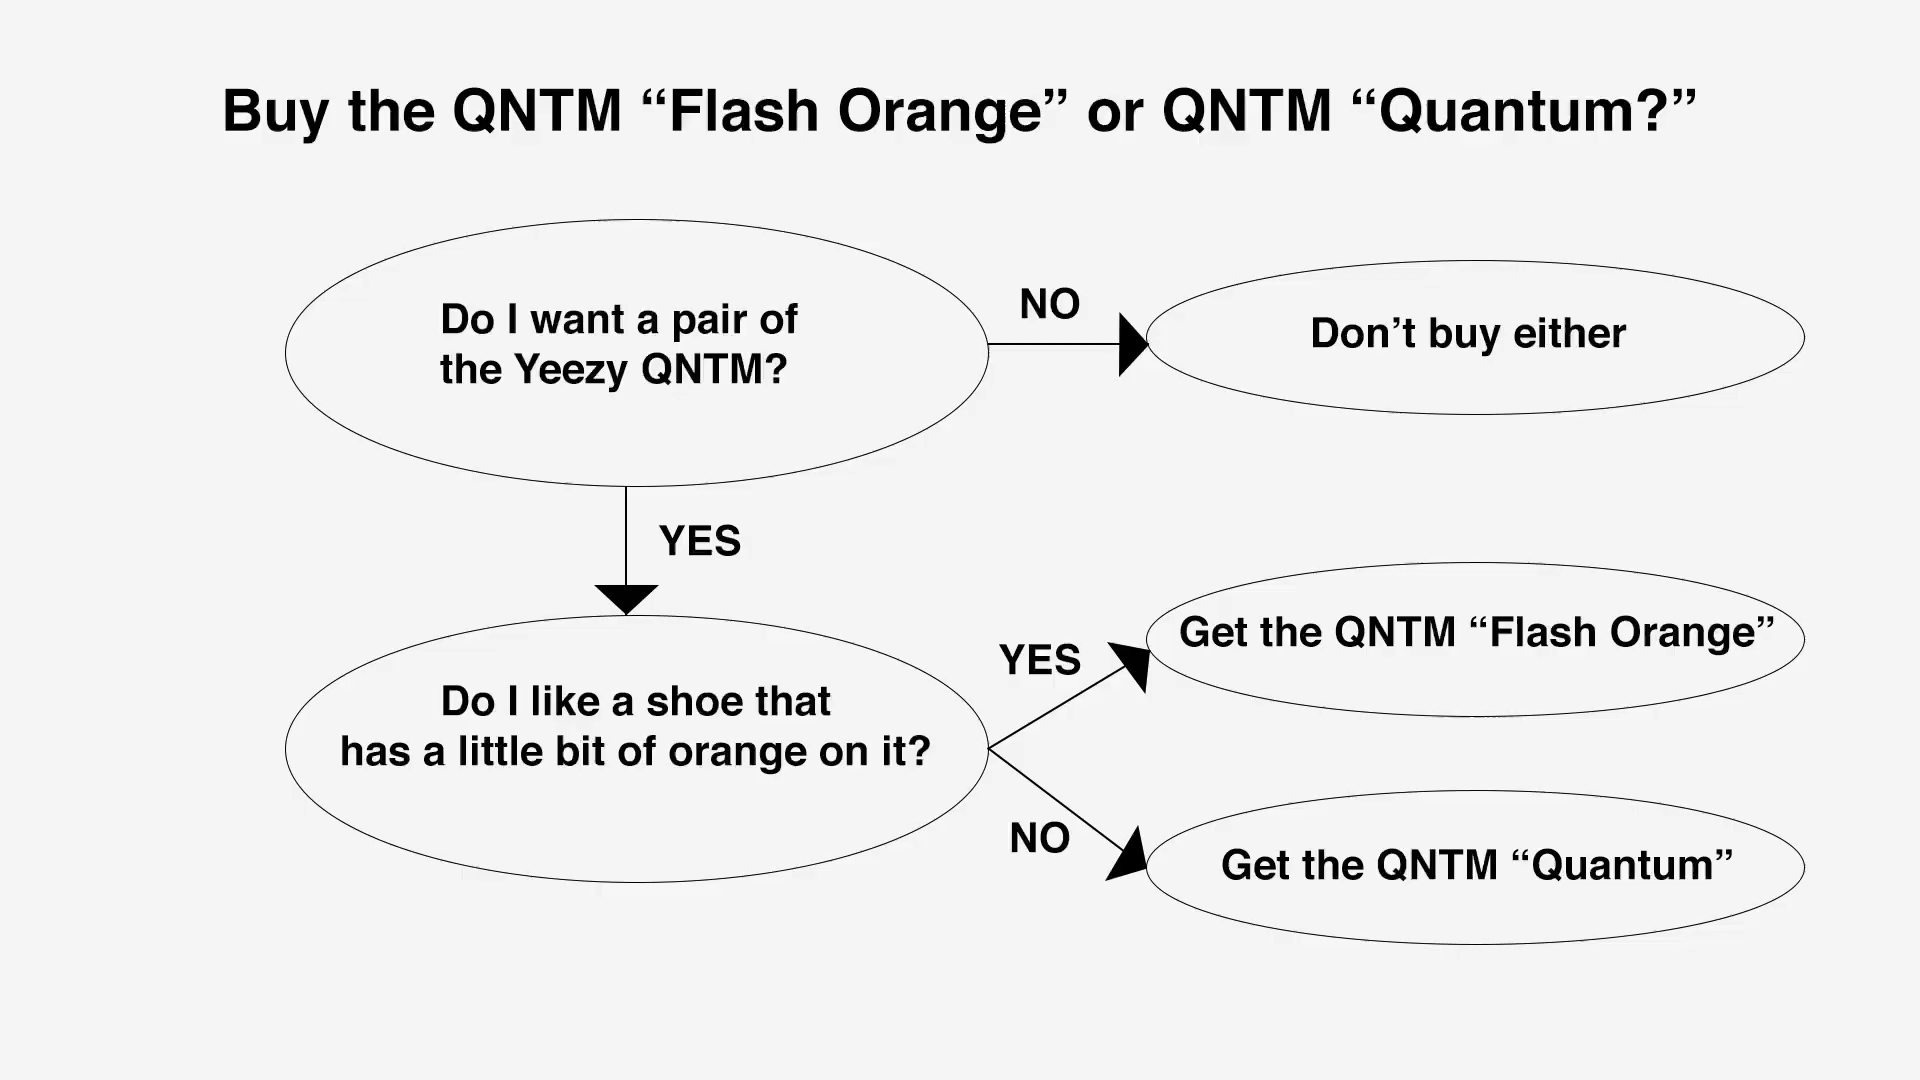 Buy the QNTM “Flash Orange” or QNTM “Quantum?”
Do I want a pair of
the Yeezy QNTM?
NO
Don’t buy either
YES
Do I like a shoe that
has a little bit of orange on it?
YES
Get the QNTM “Flash Orange”
NO
Get the QNTM “Quantum”